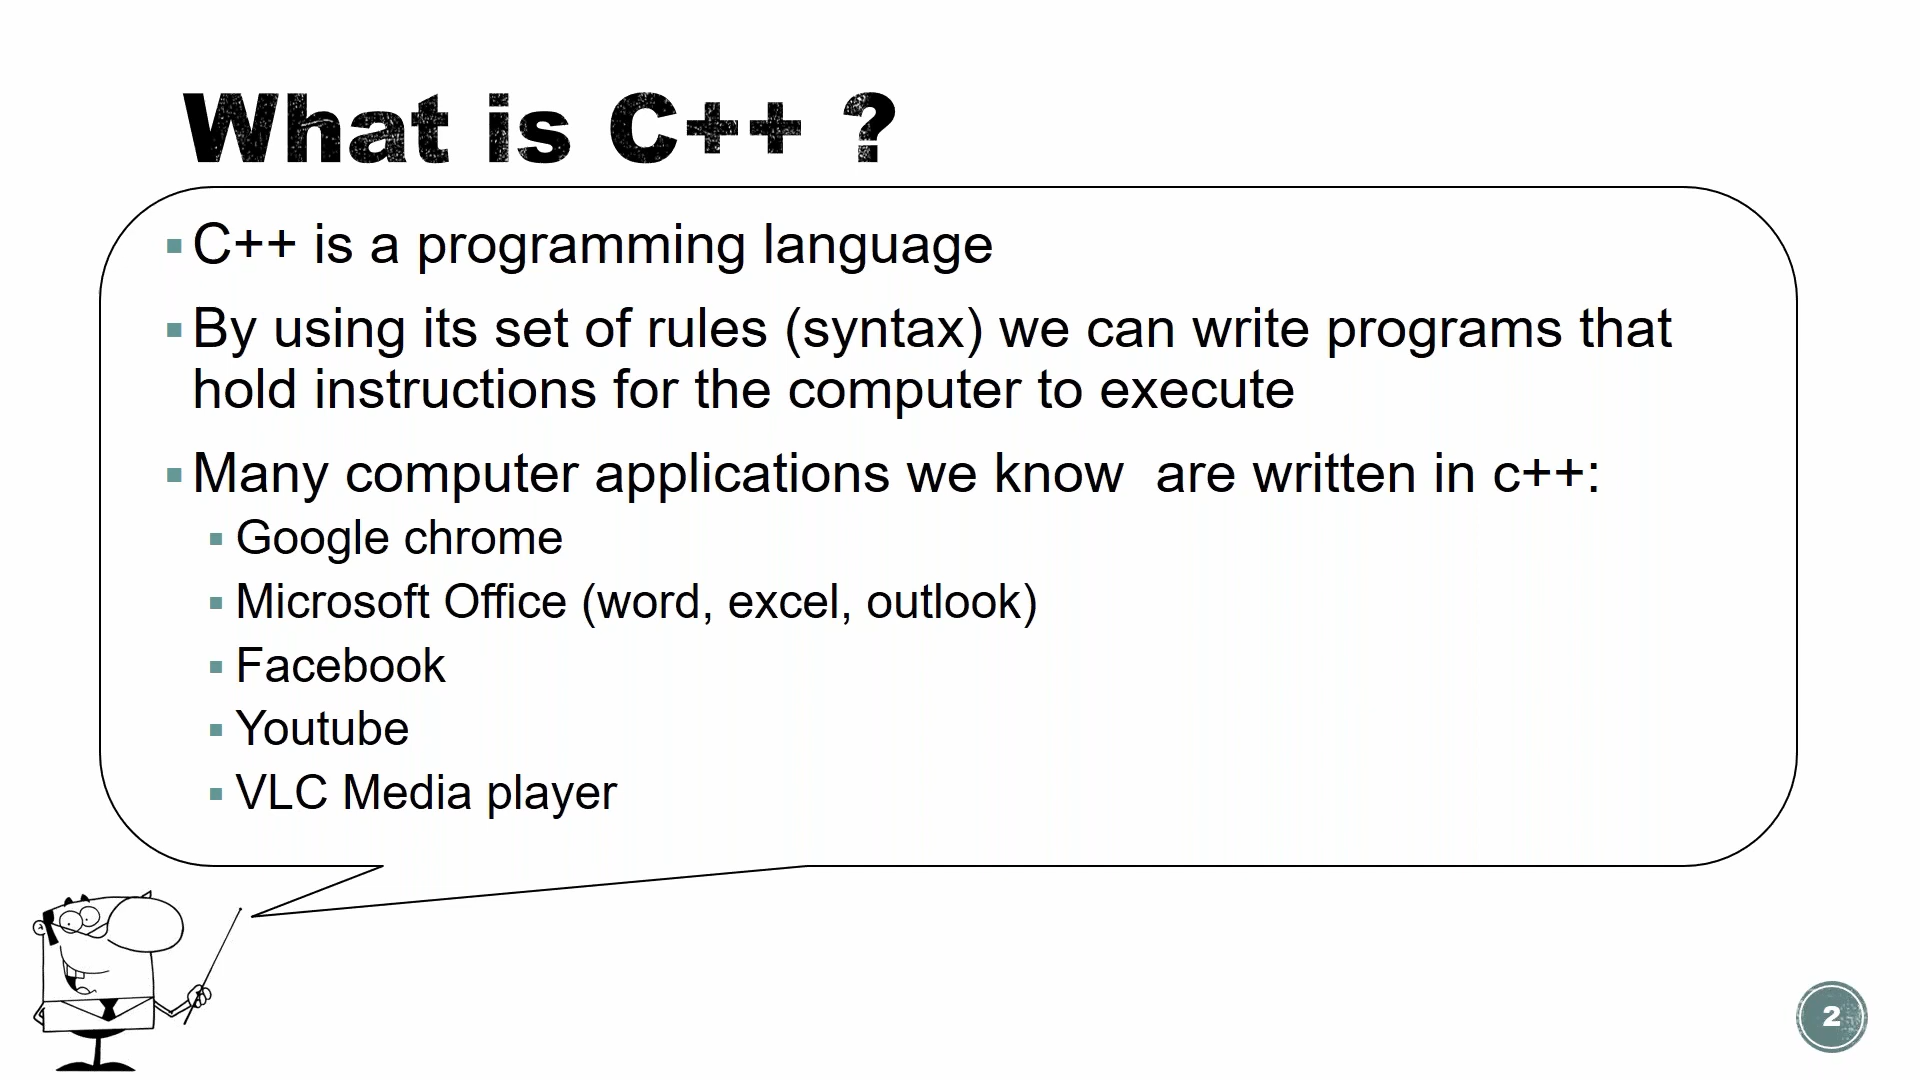 What is C++ ?
C++ is a programming language
By using its set of rules (syntax) we can write programs that
hold instructions for the computer to execute
Many computer applications we know  are written in c++:
Google chrome
Microsoft Office (word, excel, outlook)
Facebook
Youtube
VLC Media player
2